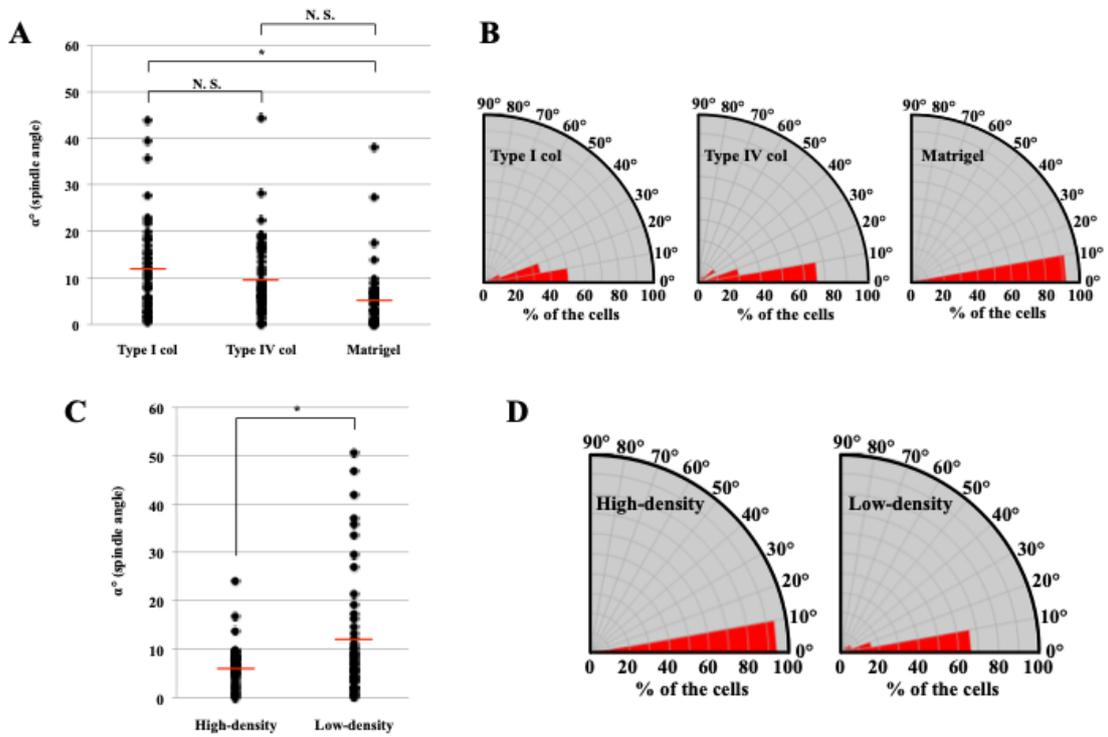 A
N. S.
*
N. S.
60
50
40
30
20
10
0
α° (spindle angle)
Type I col Type IV col Matrigel
B
90° 80° 70° 60° 50° 40° 30° 20° 10° 0°
Type I col
0 20 40 60 80 100
% of the cells
90° 80° 70° 60° 50° 40° 30° 20° 10° 0°
Type IV col
0 20 40 60 80 100
% of the cells
90° 80° 70° 60° 50° 40° 30° 20° 10° 0°
Matrigel
0 20 40 60 80 100
% of the cells
C
*
60
50
40
30
20
10
0
α° (spindle angle)
High-density Low-density
D
90° 80° 70° 60° 50° 40° 30° 20° 10° 0°
High-density
0 20 40 60 80 100
% of the cells
90° 80° 70° 60° 50° 40° 30° 20° 10° 0°
Low-density
0 20 40 60 80 100
% of the cells